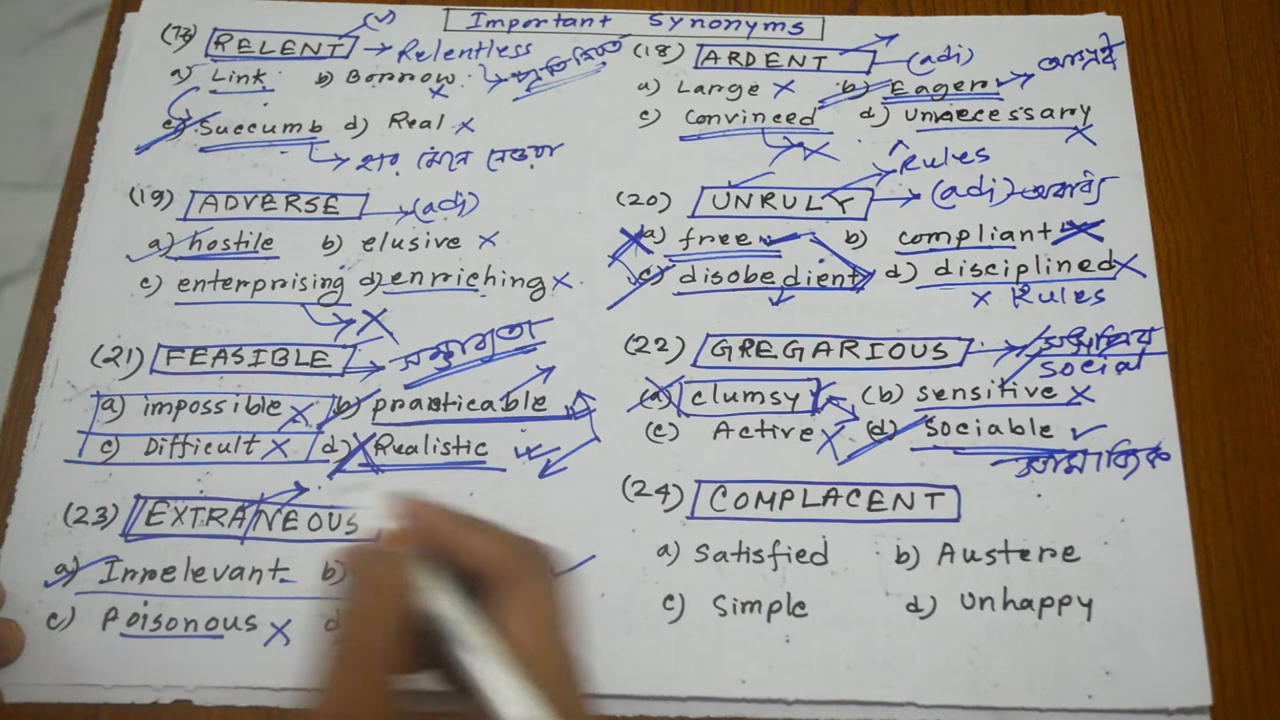 Important Synonyms
(17) RELENT → Relentless (v)
a) Link b) Borrow
c) Succumb d) Real
হার মেনে নেওয়া
(18) ARDENT (adj)
a) Large b) Eager
c) Convinced d) Unnecessary
(19) ADVERSE (adj)
a) hostile b) elusive
c) enterprising d) enriching
(20) UNRULY → (adj)
Rules
a) free b) compliant
c) disobedient d) disciplined
x Rules
(21) FEASIBLE
a) impossible b) practicable
c) Difficult d) Realistic
(22) GREGARIOUS
social
(a) clumsy (b) sensitive
(c) Active (d) Sociable
সামাজিক
(23) EXTRANEOUS
a) Irrelevant b)
c) Poisonous
(24) COMPLACENT
a) Satisfied b) Austere
c) Simple d) Unhappy